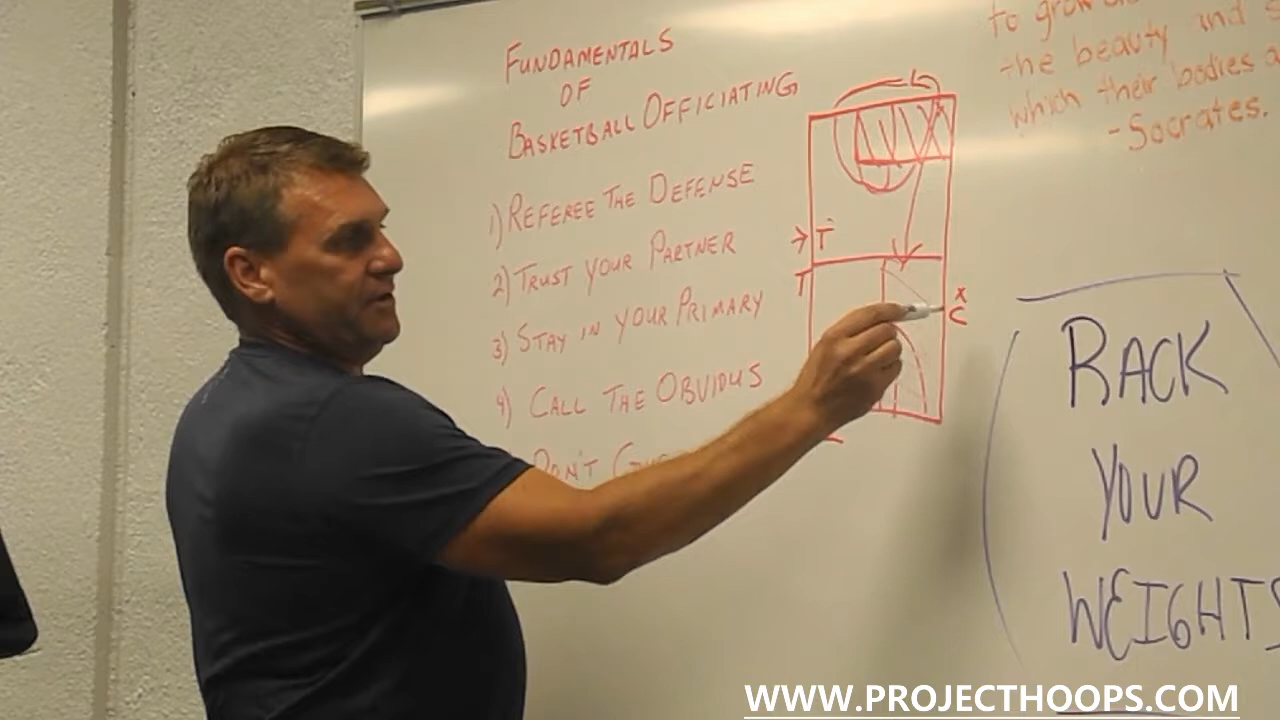 FUNDAMENTALS
OF
BASKETBALL OFFICIATING
1) REFEREE THE DEFENSE
2) TRUST YOUR PARTNER
3) STAY IN YOUR PRIMARY
4) CALL THE OBVIOUS
DON'T
L
T
T
X
C
to grow
the beauty and
which their bodies
-Socrates.
RACK
YOUR
WEIGHTS
WWW.PROJECTHOOPS.COM